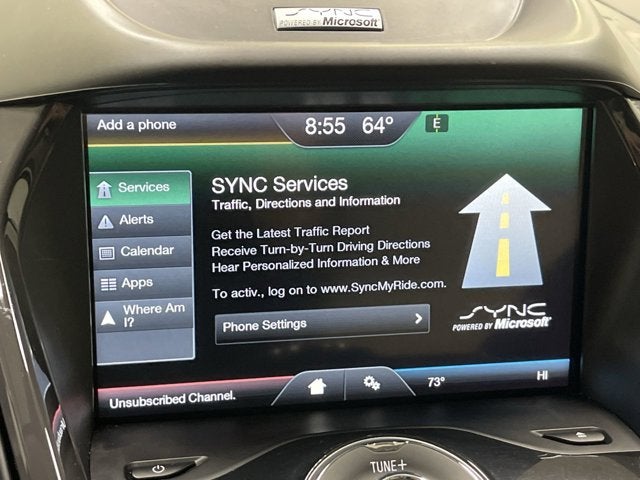 SYNC
POWERED BY Microsoft
Add a phone
8:55 64°
E
Services
Alerts
Calendar
Apps
Where Am
I?
SYNC Services
Traffic, Directions and Information
Get the Latest Traffic Report
Receive Turn-by-Turn Driving Directions
Hear Personalized Information & More
To activ., log on to www.SyncMyRide.com.
Phone Settings
SYNC
POWERED BY Microsoft
Unsubscribed Channel.
73°
HI
TUNE+